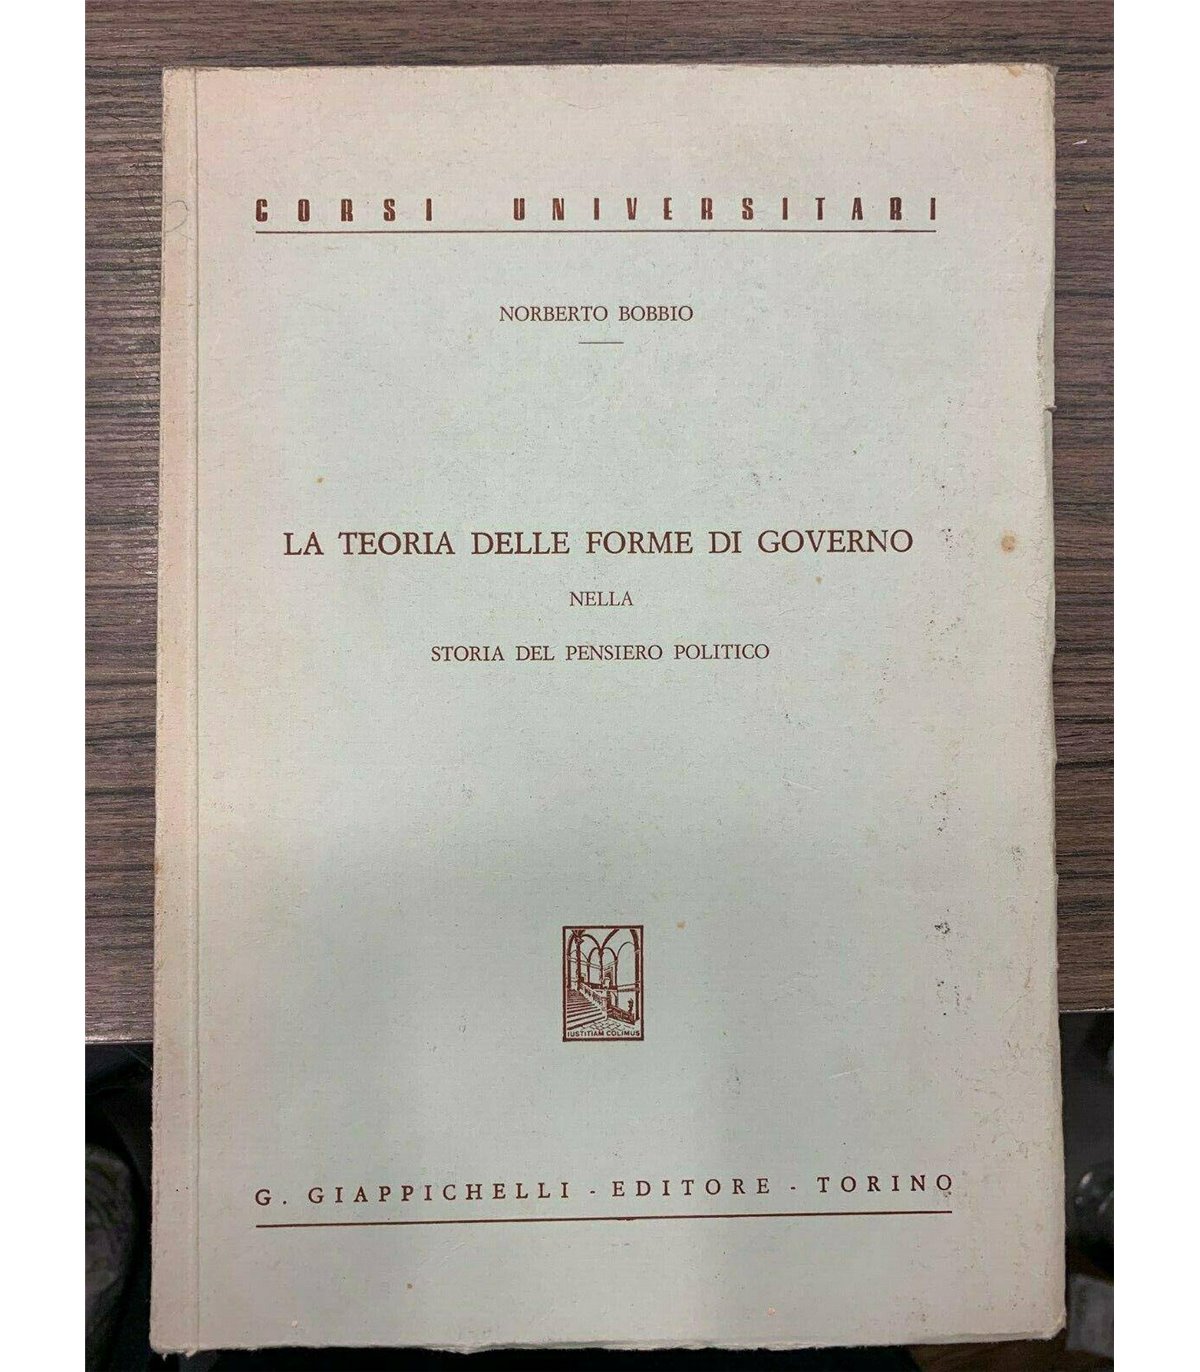 CORSI UNIVERSITARI
NORBERTO BOBBIO
LA TEORIA DELLE FORME DI GOVERNO
NELLA
STORIA DEL PENSIERO POLITICO
IUSTITIAM COLIMUS
G. GIAPPICHELLI - EDITORE - TORINO